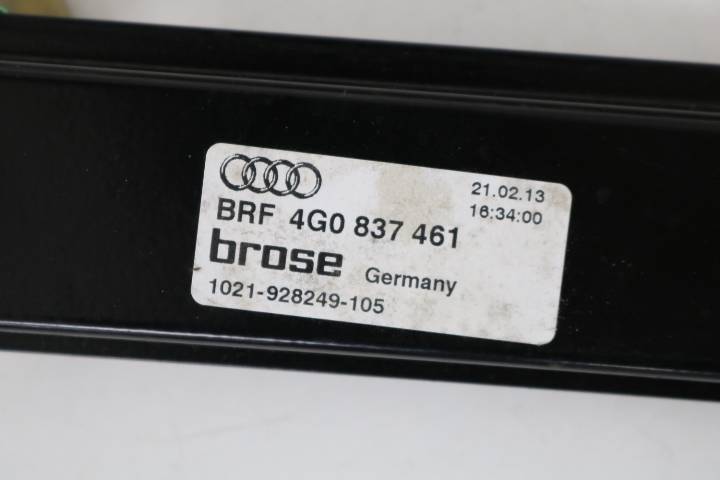 21.02.13
16:34:00
BRF 4G0 837 461
brose Germany
1021-928249-105